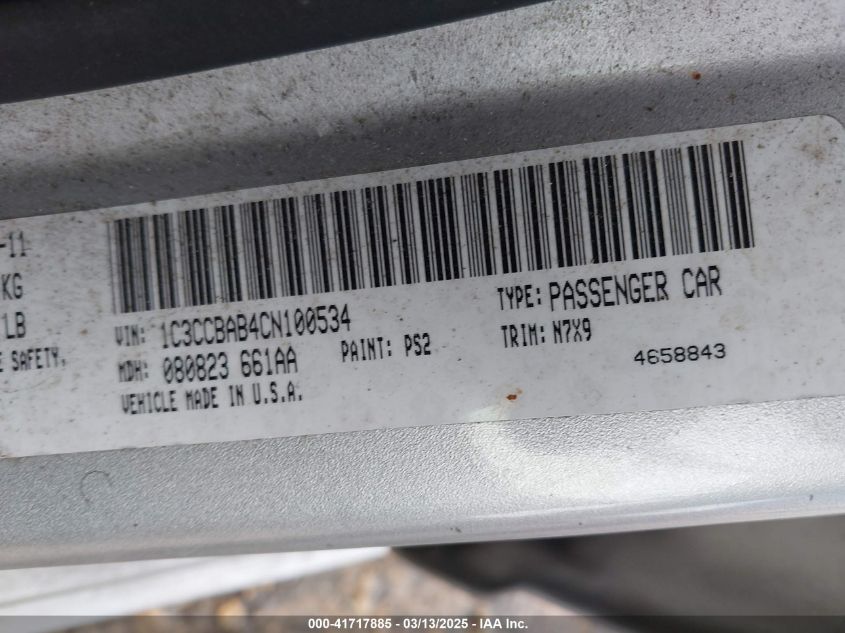 -11
KG
LB
E SAFETY,
VIN: 1C3CCBAB4CN100534
TYPE: PASSENGER CAR
MDH: 080823 661AA
PAINT: PS2
TRIM: N7X9
VEHICLE MADE IN U.S.A.
4658843
000-41717885 - 03/13/2025 - IAA Inc.